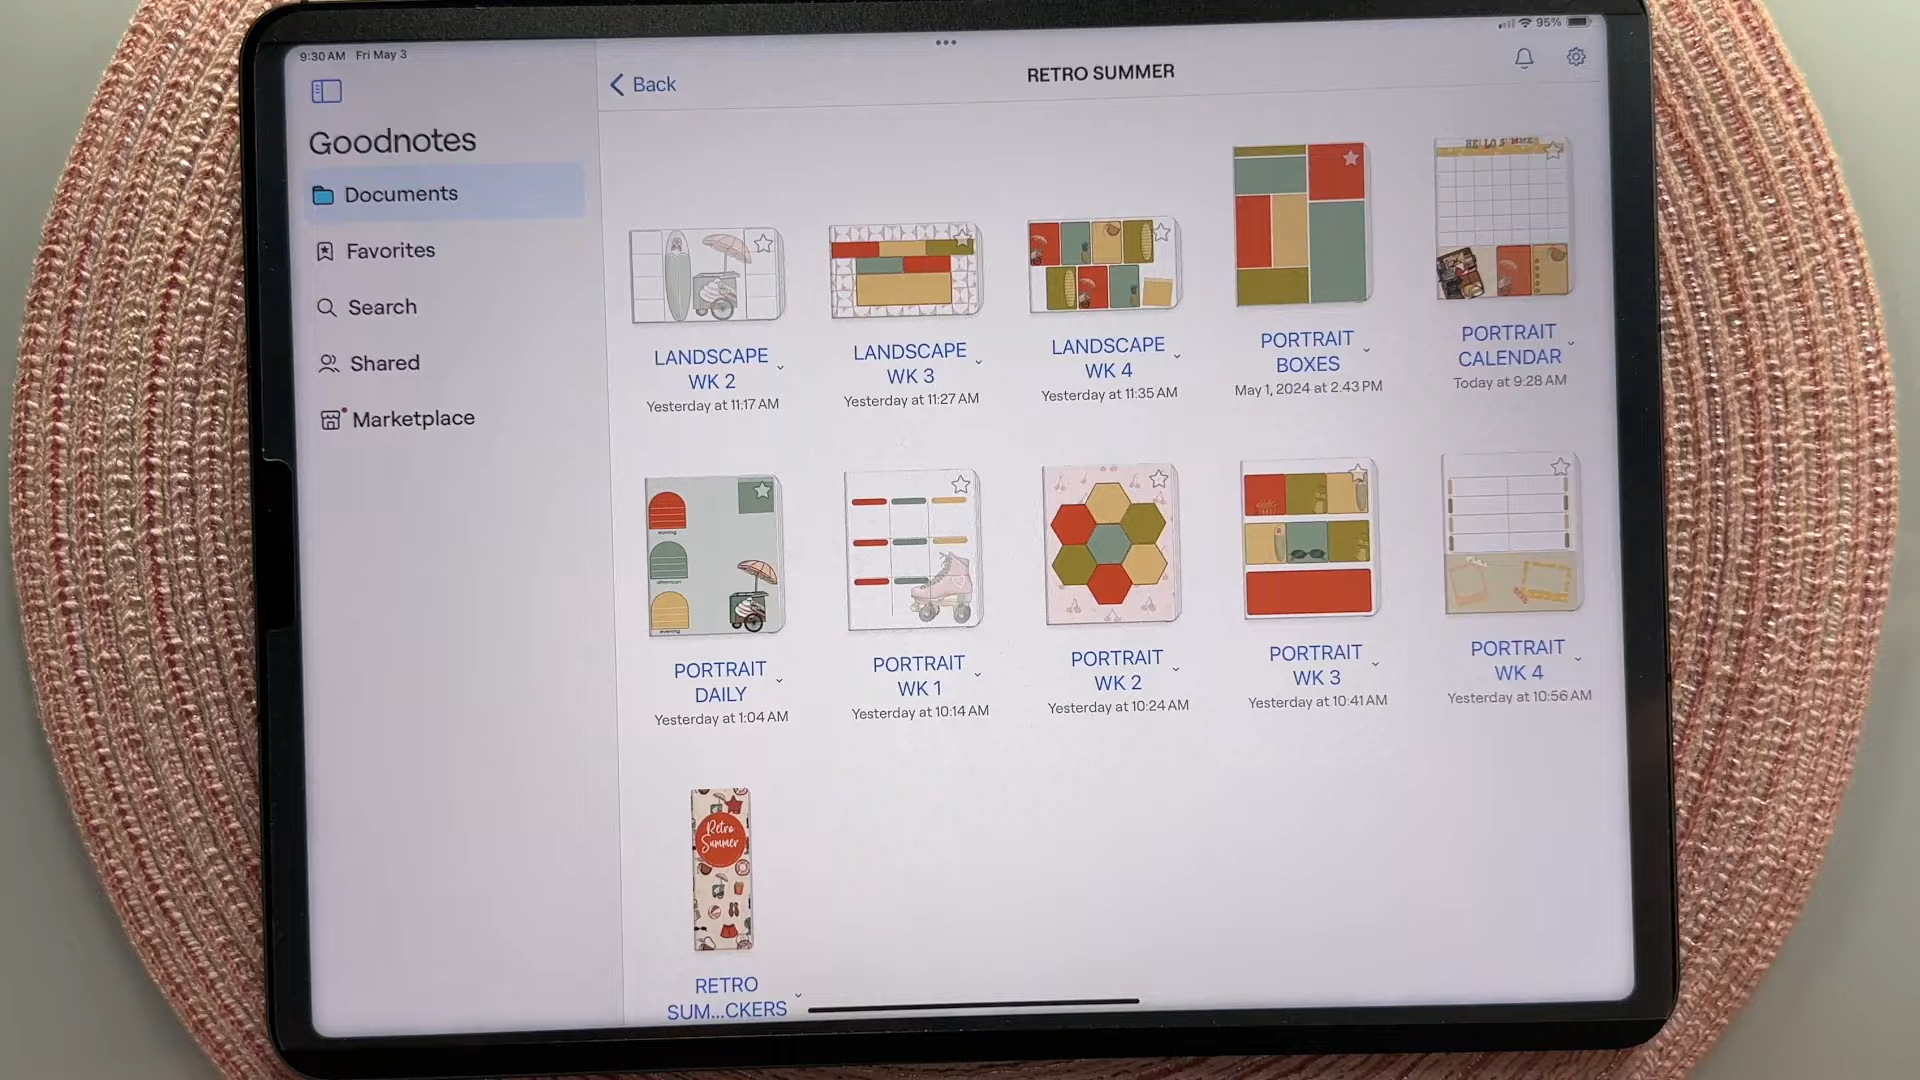 9:30 AM Fri May 3
95%
Goodnotes
Documents
Favorites
Search
Shared
Marketplace
Back
RETRO SUMMER
LANDSCAPE
WK 2
Yesterday at 11:17 AM
LANDSCAPE
WK 3
Yesterday at 11:27 AM
LANDSCAPE
WK 4
Yesterday at 11:35 AM
PORTRAIT
BOXES
May 1, 2024 at 2:43 PM
HELLO SUMMER
PORTRAIT
CALENDAR
Today at 9:28 AM
morning
afternoon
evening
PORTRAIT
DAILY
Yesterday at 1:04 AM
PORTRAIT
WK 1
Yesterday at 10:14 AM
PORTRAIT
WK 2
Yesterday at 10:24 AM
PORTRAIT
WK 3
Yesterday at 10:41 AM
PORTRAIT
WK 4
Yesterday at 10:56 AM
Retro
Summer
RETRO
SUM...CKERS